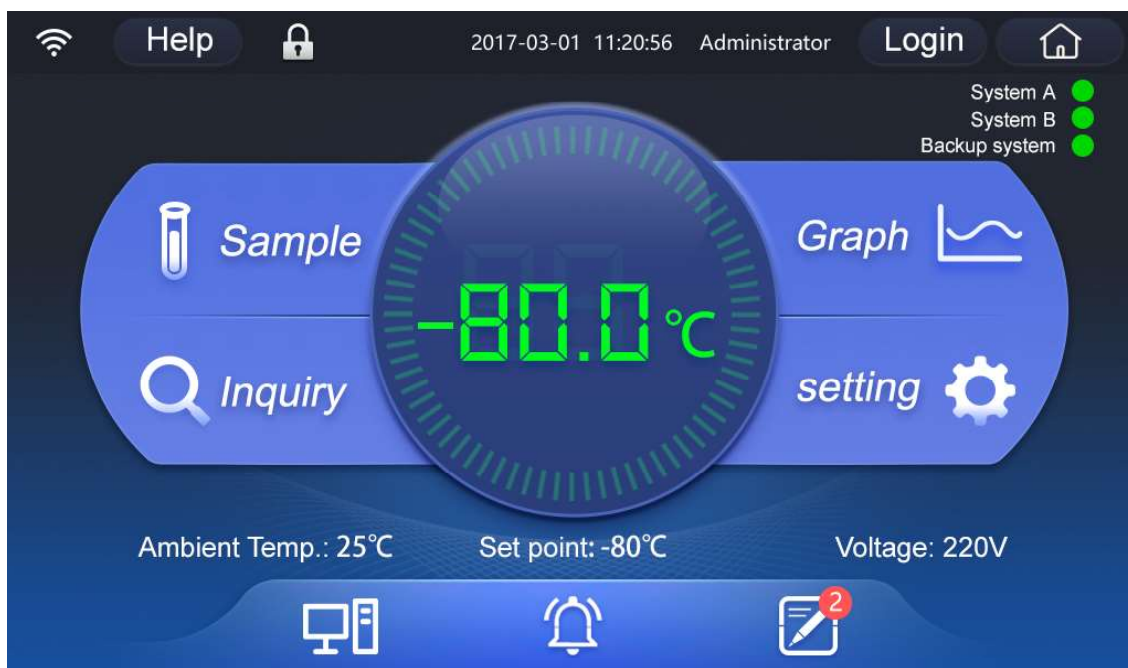 Help 2017-03-01 11:20:56 Administrator Login
System A
System B
Backup system
Sample
Graph
-80.0 ℃
Inquiry
setting
Ambient Temp.: 25℃ Set point: -80℃ Voltage: 220V
2